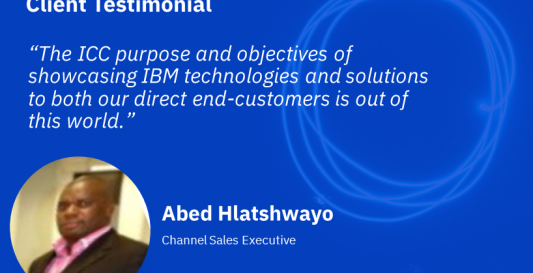 Client Testimonial
“The ICC purpose and objectives of
showcasing IBM technologies and solutions
to both our direct end-customers is out of
this world.”
Abed Hlatshwayo
Channel Sales Executive